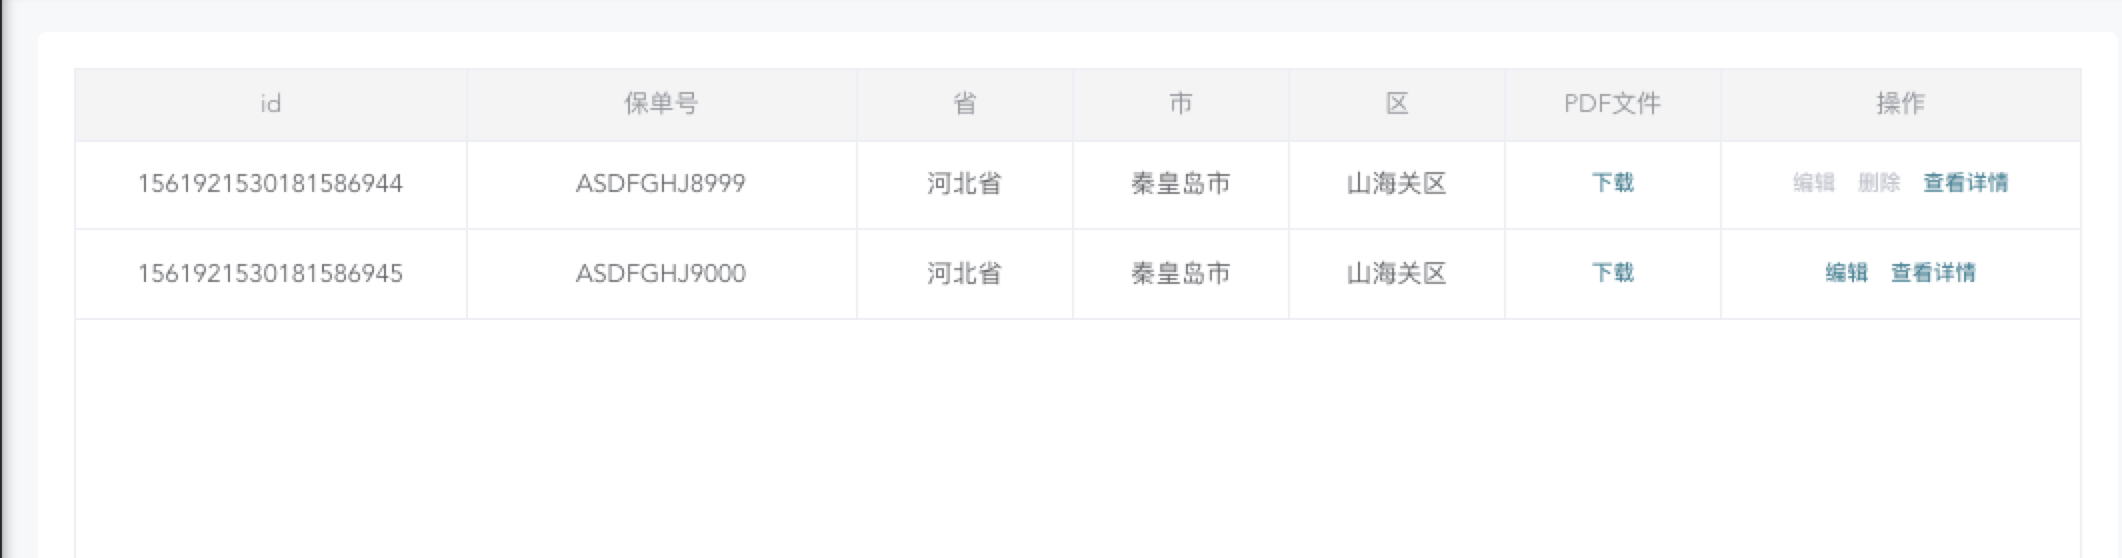 id 保单号 省 市 区 PDF文件 操作
1561921530181586944 ASDFGHJ8999 河北省 秦皇岛市 山海关区 下载 编辑 删除 查看详情
1561921530181586945 ASDFGHJ9000 河北省 秦皇岛市 山海关区 下载 编辑 查看详情